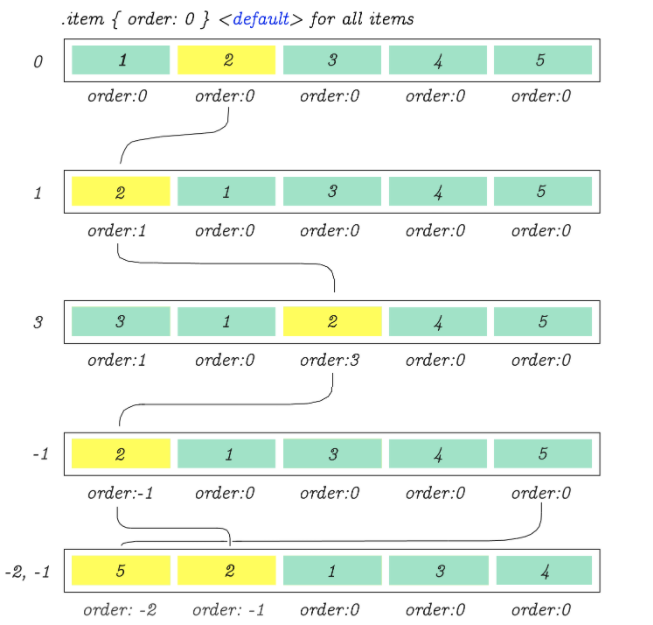 .item { order: 0 } <default> for all items
0 1 2 3 4 5
order:0 order:0 order:0 order:0 order:0
1 2 1 3 4 5
order:1 order:0 order:0 order:0 order:0
3 3 1 2 4 5
order:1 order:0 order:3 order:0 order:0
-1 2 1 3 4 5
order:-1 order:0 order:0 order:0 order:0
-2, -1 5 2 1 3 4
order: -2 order: -1 order:0 order:0 order:0